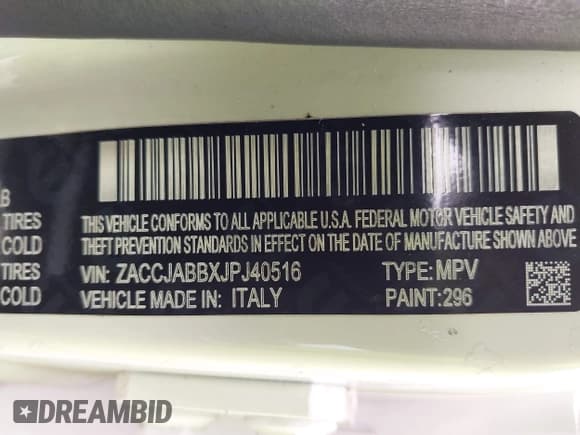 B
TIRES
COLD
TIRES
COLD
THIS VEHICLE CONFORMS TO ALL APPLICABLE U.S.A. FEDERAL MOTOR VEHICLE SAFETY AND
THEFT PREVENTION STANDARDS IN EFFECT ON THE DATE OF MANUFACTURE SHOWN ABOVE
VIN: ZACCJABBXJPJ40516 TYPE: MPV
VEHICLE MADE IN: ITALY PAINT:296
DREAMBID